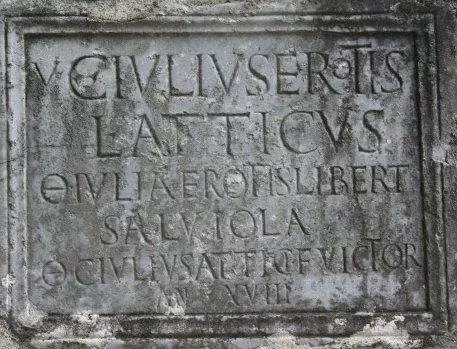 V C IVLIVS EROTIS
L ATTICVS
Θ IVLIA EROTIS LIBERT
SALVIOLA
Θ C IVLIVS ATTICI F VICTOR
AN XVIII